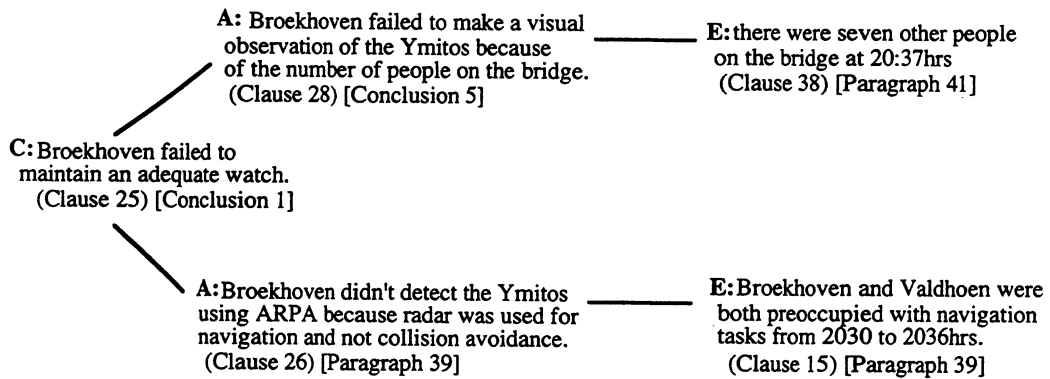 A: Broekhoven failed to make a visual
observation of the Ymitos because
of the number of people on the bridge.
(Clause 28) [Conclusion 5]
E: there were seven other people
on the bridge at 20:37hrs
(Clause 38) [Paragraph 41]
C: Broekhoven failed to
maintain an adequate watch.
(Clause 25) [Conclusion 1]
A: Broekhoven didn't detect the Ymitos
using ARPA because radar was used for
navigation and not collision avoidance.
(Clause 26) [Paragraph 39]
E: Broekhoven and Valdhoen were
both preoccupied with navigation
tasks from 2030 to 2036hrs.
(Clause 15) [Paragraph 39]